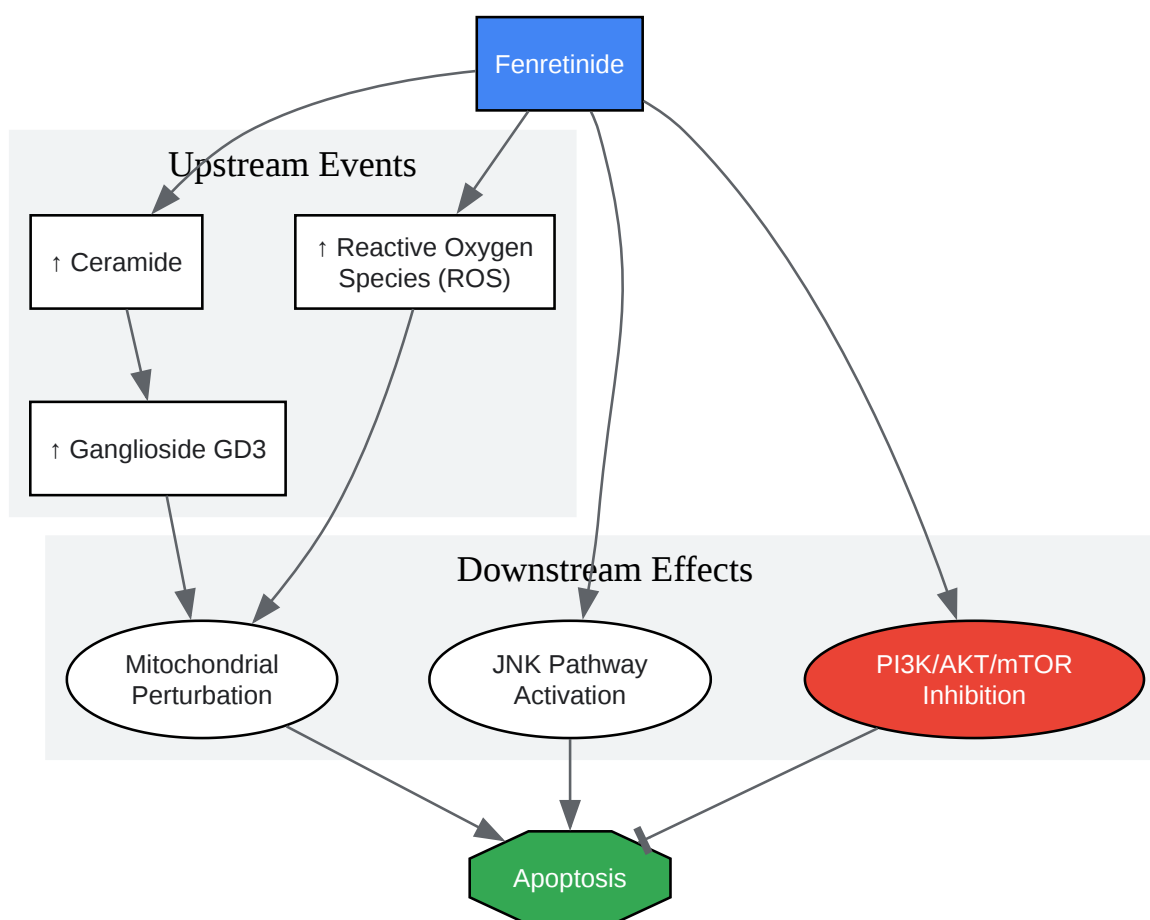 Fenretinide
Upstream Events
↑ Ceramide
↑ Reactive Oxygen
Species (ROS)
↑ Ganglioside GD3
Downstream Effects
Mitochondrial
Perturbation
JNK Pathway
Activation
PI3K/AKT/mTOR
Inhibition
Apoptosis